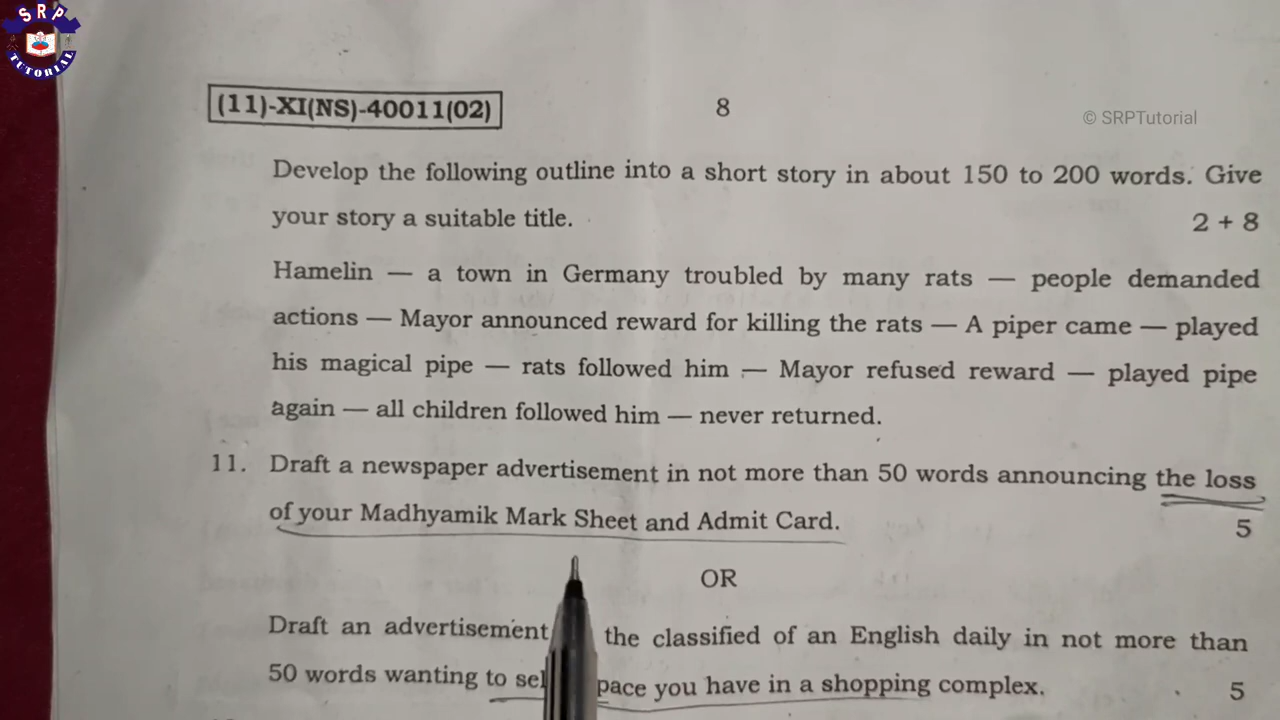 SRP
TUTORIAL
(11)-XI(NS)-40011(02) 8
© SRPTutorial
Develop the following outline into a short story in about 150 to 200 words. Give
your story a suitable title. 2 + 8
Hamelin — a town in Germany troubled by many rats — people demanded
actions — Mayor announced reward for killing the rats — A piper came — played
his magical pipe — rats followed him — Mayor refused reward — played pipe
again — all children followed him — never returned.
11. Draft a newspaper advertisement in not more than 50 words announcing the loss
of your Madhyamik Mark Sheet and Admit Card. 5
OR
Draft an advertisement the classified of an English daily in not more than
50 words wanting to you have in a shopping complex. 5